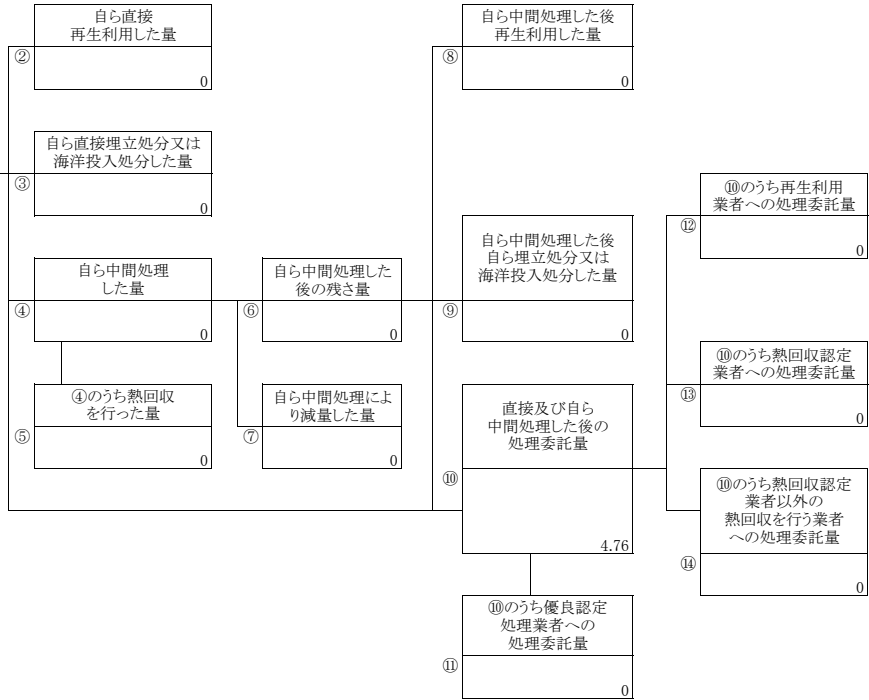 自ら直接
再生利用した量
②
0
自ら直接埋立処分又は
海洋投入処分した量
③
0
自ら中間処理
した量
④
0
④のうち熱回収
を行った量
⑤
0
自ら中間処理した
後の残さ量
⑥
0
自ら中間処理によ
り減量した量
⑦
0
自ら中間処理した後
再生利用した量
⑧
0
自ら中間処理した後
自ら埋立処分又は
海洋投入処分した量
⑨
0
直接及び自ら
中間処理した後の
処理委託量
⑩
4.76
⑩のうち優良認定
処理業者への
処理委託量
⑪
0
⑩のうち再生利用
業者への処理委託量
⑫
0
⑩のうち熱回収認定
業者への処理委託量
⑬
0
⑩のうち熱回収認定
業者以外の
熱回収を行う業者
への処理委託量
⑭
0